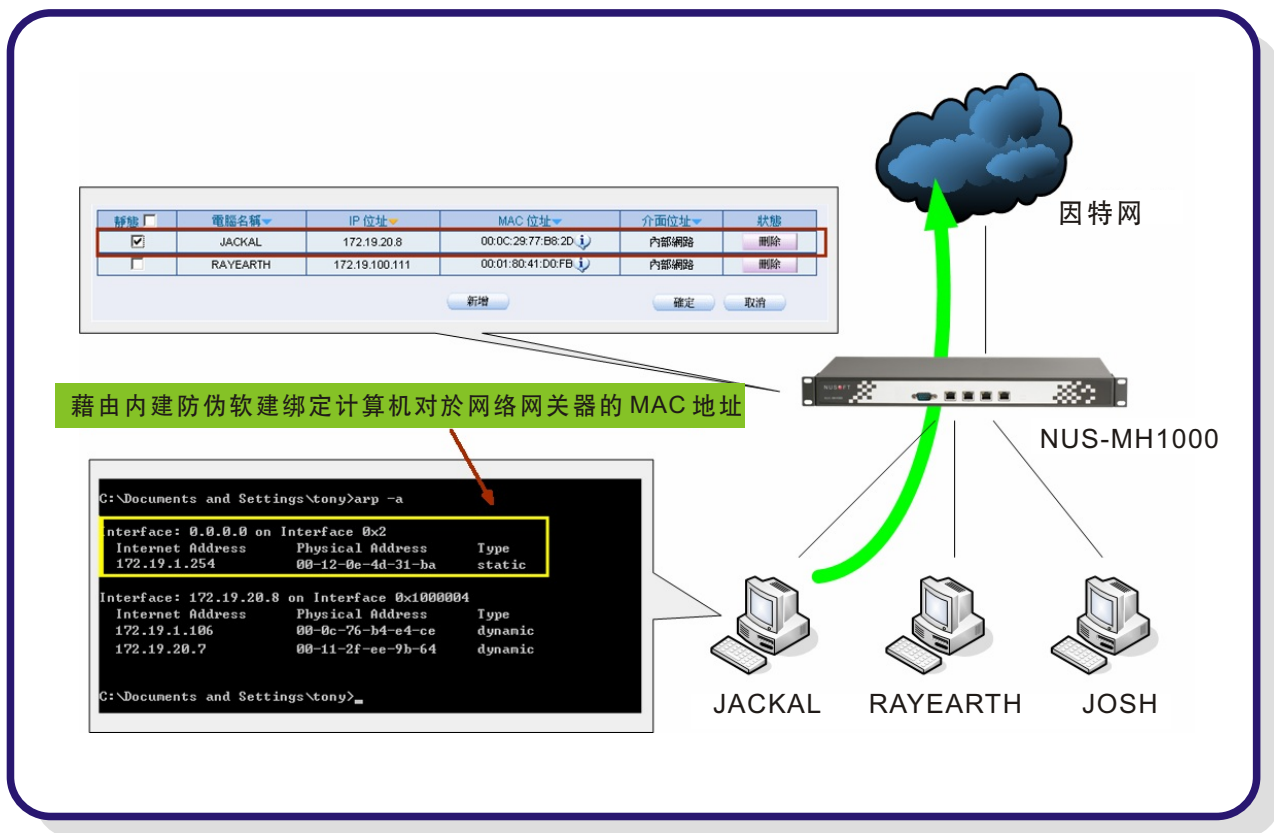 因特网
靜態 電腦名稱 IP 位址 MAC 位址 介面位址 狀態
JACKAL 172.19.20.8 00:0C:29:77:B8:2D 內部網路 刪除
RAYEARTH 172.19.100.111 00:01:80:41:D0:FB 內部網路 刪除
新增 確定 取消
NUSOFT
藉由内建防伪软建绑定计算机对於网络网关器的 MAC 地址
NUS-MH1000
C:\Documents and Settings\tony>arp -a
Interface: 0.0.0.0 on Interface 0x2
Internet Address Physical Address Type
172.19.1.254 00-12-0e-4d-31-ba static
Interface: 172.19.20.8 on Interface 0x1000004
Internet Address Physical Address Type
172.19.1.106 00-0c-76-b4-e4-ce dynamic
172.19.20.7 00-11-2f-ee-9b-64 dynamic
C:\Documents and Settings\tony>_
JACKAL RAYEARTH JOSH